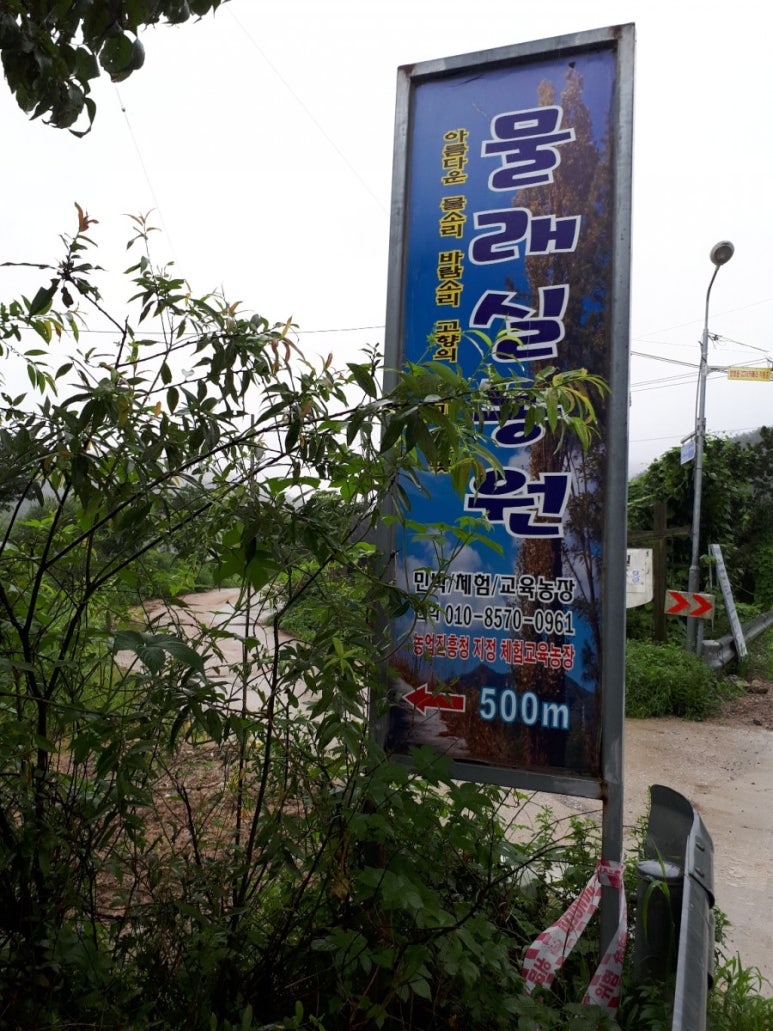 물래실농원
아름다운 물소리 바람소리 고향의
민박/체험/교육농장
010-8570-0961
농업진흥청 지정 체험교육농장
500m